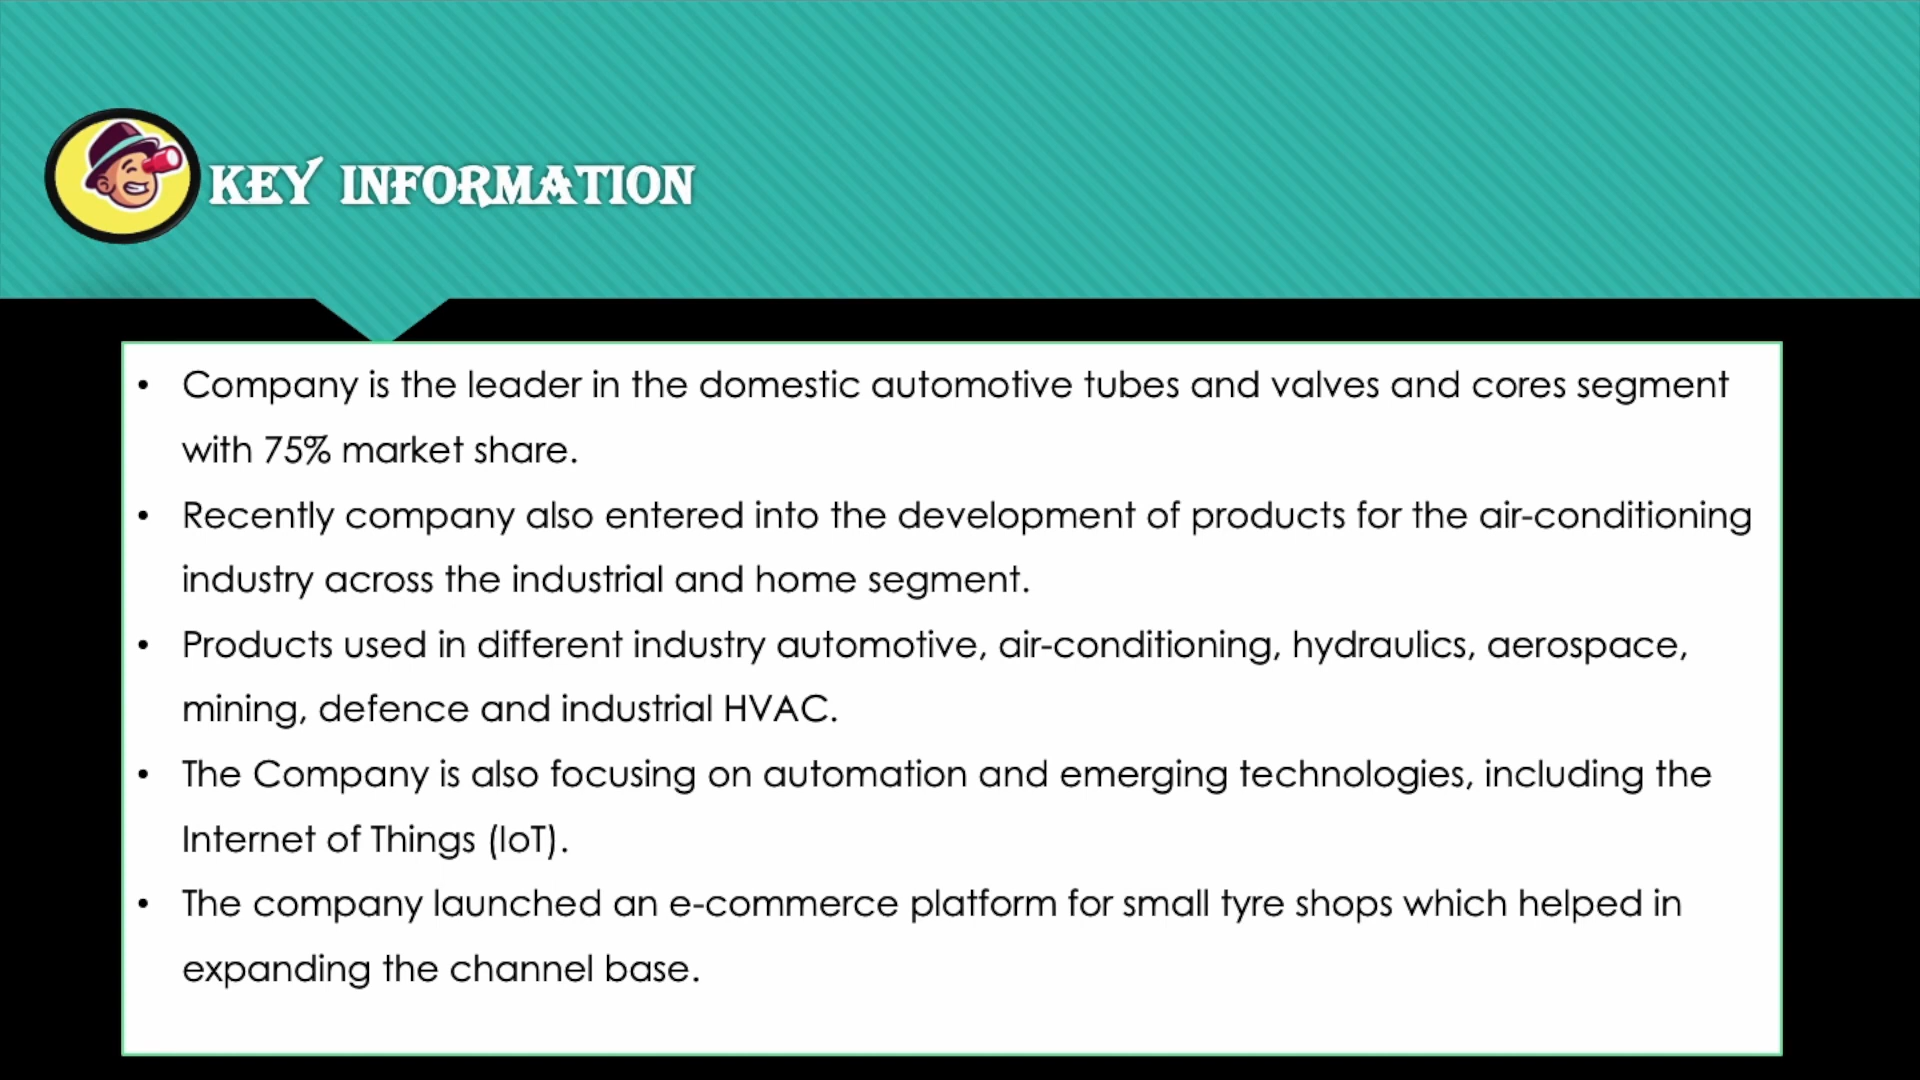 KEY INFORMATION
• Company is the leader in the domestic automotive tubes and valves and cores segment
with 75% market share.
• Recently company also entered into the development of products for the air-conditioning
industry across the industrial and home segment.
• Products used in different industry automotive, air-conditioning, hydraulics, aerospace,
mining, defence and industrial HVAC.
• The Company is also focusing on automation and emerging technologies, including the
Internet of Things (IoT).
• The company launched an e-commerce platform for small tyre shops which helped in
expanding the channel base.